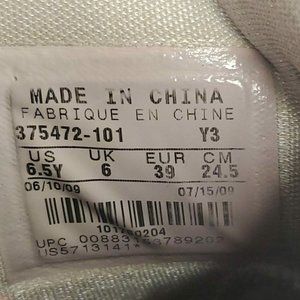 MADE IN CHINA
FABRIQUE EN CHINE
375472-101 Y3
US UK EUR CM
6.5Y 6 39 24.5
06/10/09 07/15/09
UPC